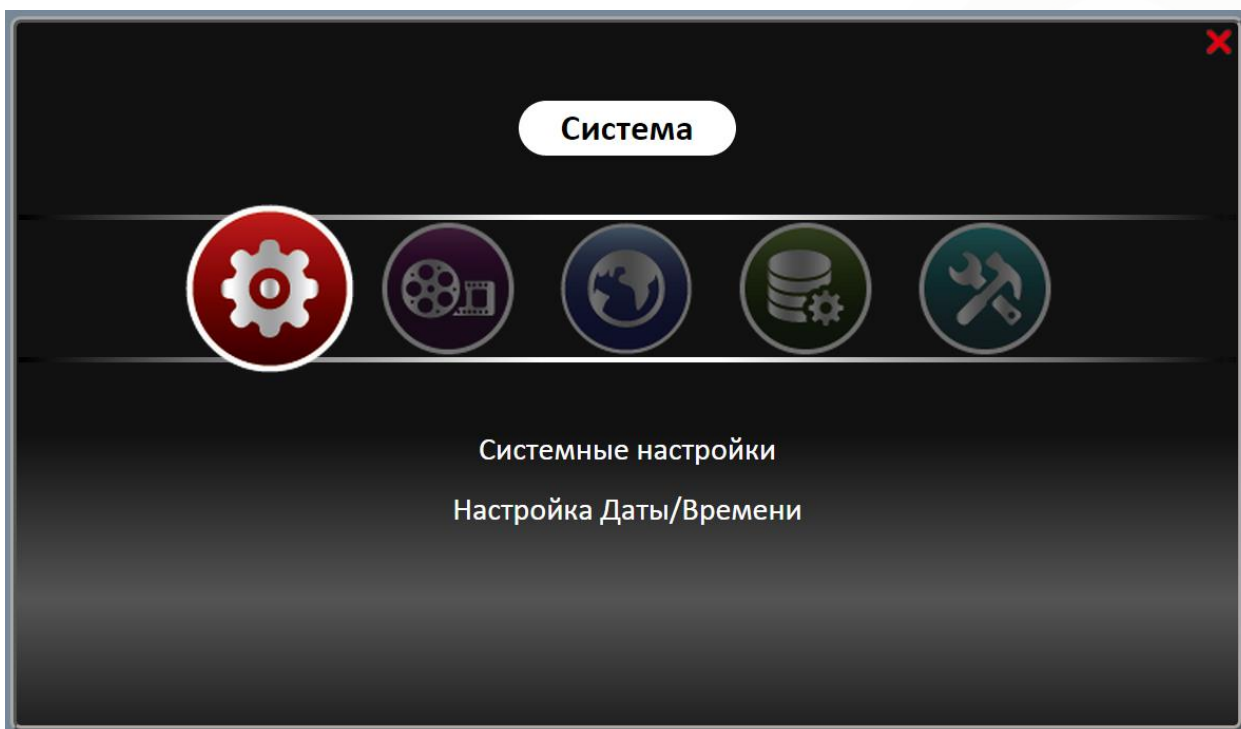 Система
Системные настройки
Настройка Даты/Времени